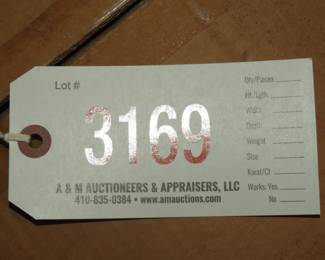 Lot #
3169
A & M AUCTIONEERS & APPRAISERS, LLC
410-835-0384 • www.amauctions.com
Qty/Pieces
Ht/Lgth
Width
Depth
Weight
Size
Karat/Ct
Works: Yes
No